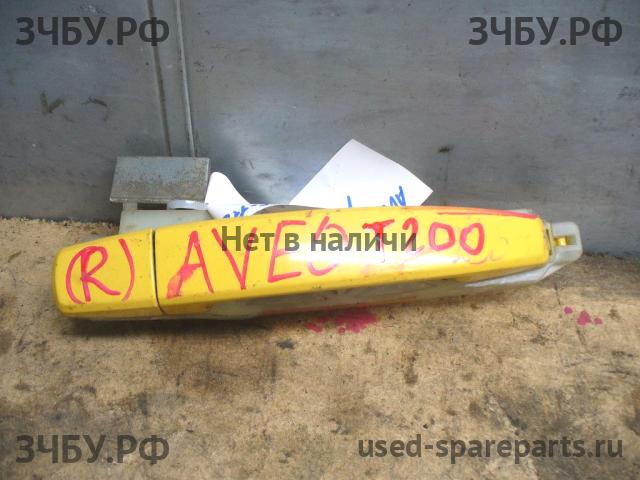 ЗЧБУ.РФ ЗЧБУ.РФ
Нет в наличи
(R) AVEO T200
ЗЧБУ.РФ used-spareparts.ru